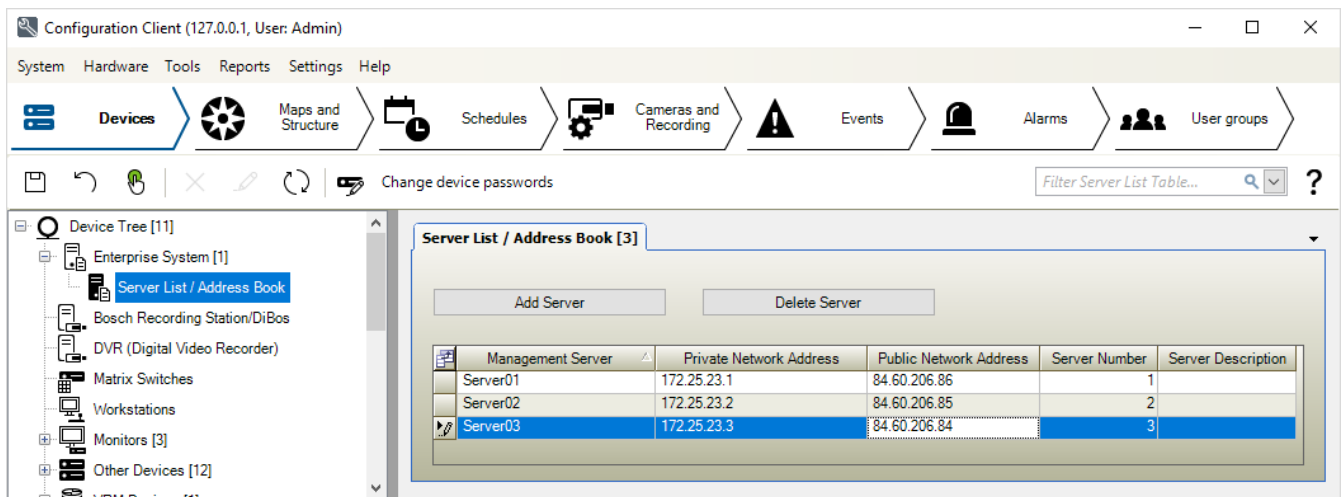 Configuration Client (127.0.0.1, User: Admin)
System Hardware Tools Reports Settings Help
Devices Maps and Structure Schedules Cameras and Recording Events Alarms User groups
Change device passwords Filter Server List Table... ?
Device Tree [11]
Enterprise System [1]
Server List / Address Book
Bosch Recording Station/DiBos
DVR (Digital Video Recorder)
Matrix Switches
Workstations
Monitors [3]
Other Devices [12]
Server List / Address Book [3]
Add Server Delete Server
Management Server Private Network Address Public Network Address Server Number Server Description
Server01 172.25.23.1 84.60.206.86 1
Server02 172.25.23.2 84.60.206.85 2
Server03 172.25.23.3 84.60.206.84 3